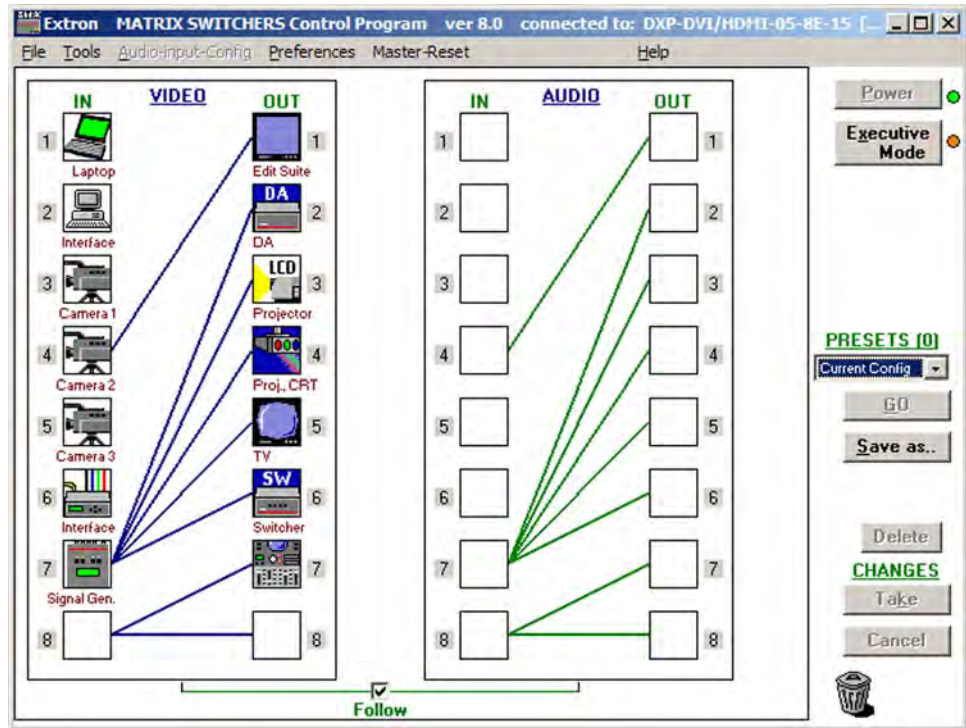 Extron MATRIX SWITCHERS Control Program ver 8.0 connected to: DXP-DVI/HDMI-05-8E-15 [...
File Tools Audio-input-Config Preferences Master-Reset Help
IN VIDEO OUT
1 Laptop
2 Interface
3 Camera 1
4 Camera 2
5 Camera 3
6 Interface
7 Signal Gen.
8
1 Edit Suite
DA 2 DA
LCD 3 Projector
4 Proj., CRT
5 TV
SW 6 Switcher
7
8
IN AUDIO OUT
1 1
2 2
3 3
4 4
5 5
6 6
7 7
8 8
Follow
Power
Executive Mode
PRESETS [0]
Current Config
GO
Save as..
Delete
CHANGES
Take
Cancel